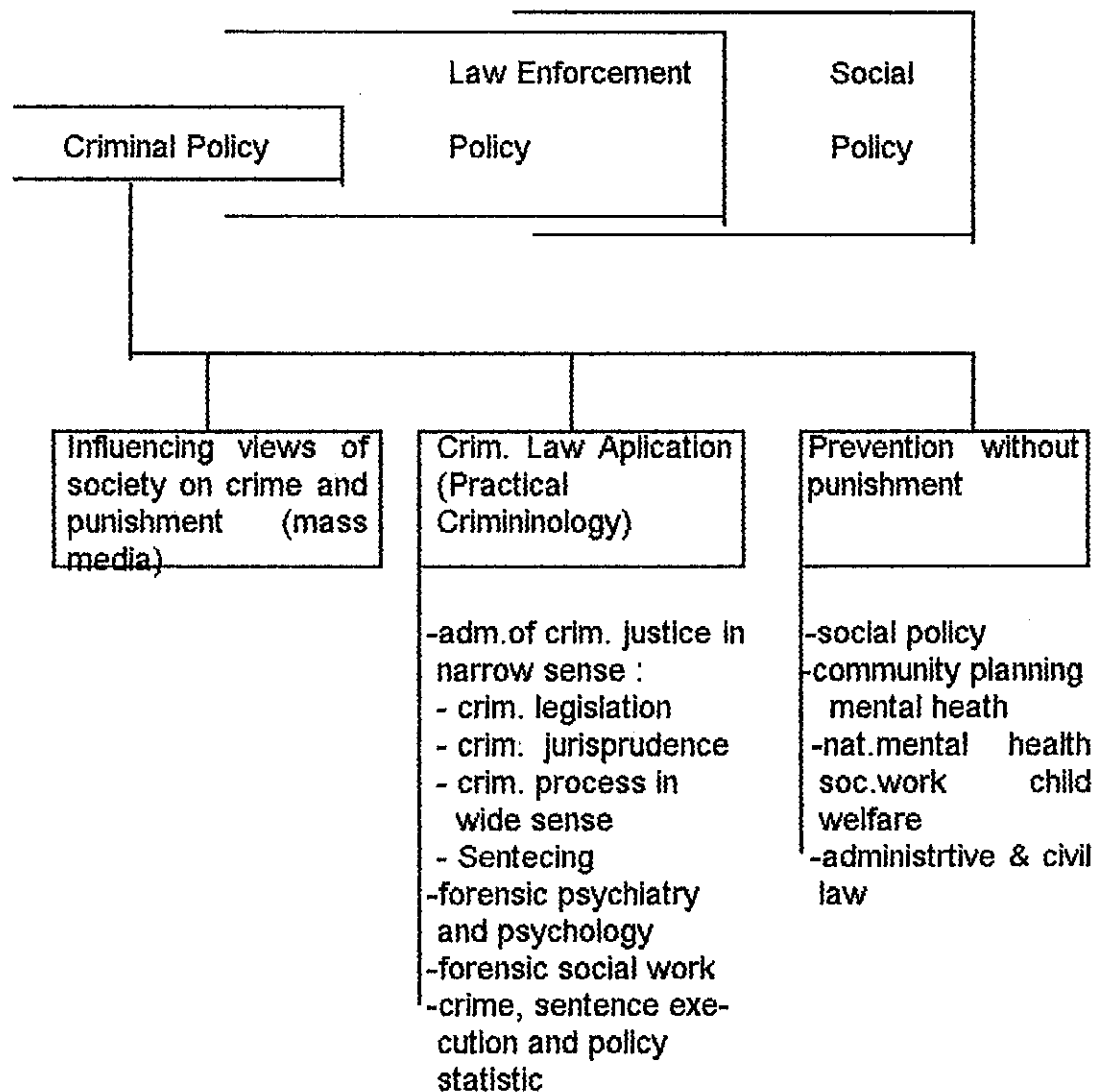 Law Enforcement
Social
Criminal Policy
Policy
Policy
Influencing views of
society on crime and
punishment (mass
media)
Crim. Law Aplication
(Practical
Crimininology)
Prevention without
punishment
-adm.of crim. justice in
narrow sense :
- crim. legislation
- crim. jurisprudence
- crim. process in
wide sense
- Sentecing
-forensic psychiatry
and psychology
-forensic social work
-crime, sentence exe-
cution and policy
statistic
-social policy
-community planning
mental heath
-nat.mental health
soc.work child
welfare
-administrtive & civil
law